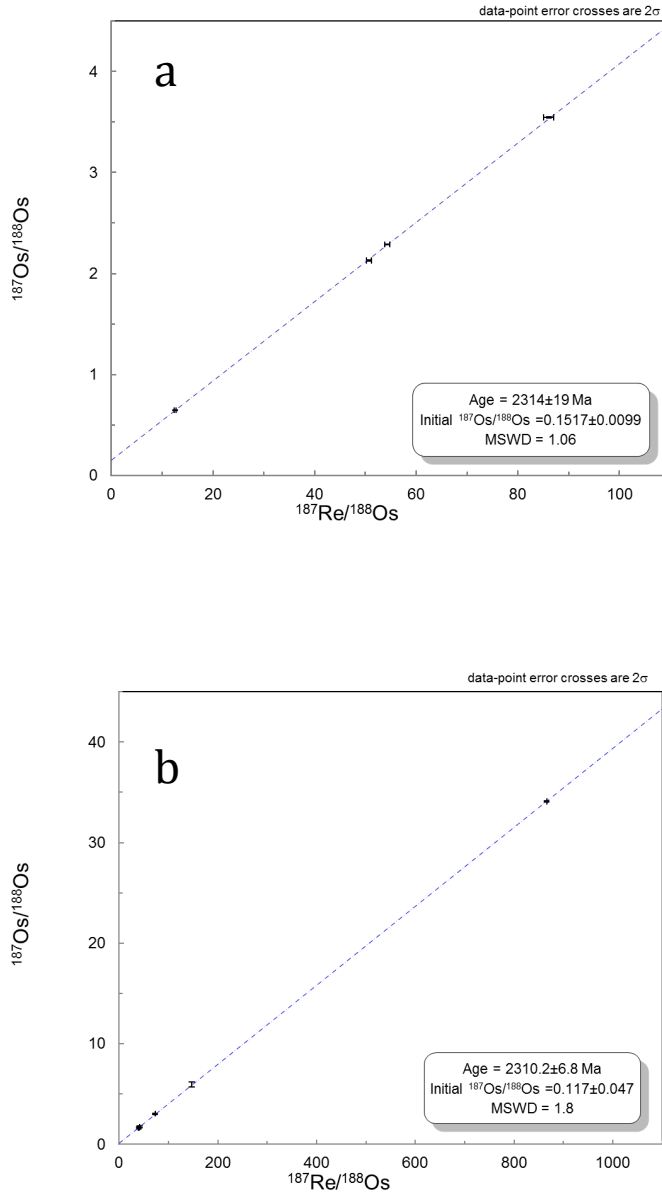 data-point error crosses are 2σ
a
4
3
2
1
0
¹⁸⁷Os/¹⁸⁸Os
Age = 2314±19 Ma
Initial ¹⁸⁷Os/¹⁸⁸Os =0.1517±0.0099
MSWD = 1.06
0 20 40 60 80 100
¹⁸⁷Re/¹⁸⁸Os
data-point error crosses are 2σ
b
40
30
20
10
0
¹⁸⁷Os/¹⁸⁸Os
Age = 2310.2±6.8 Ma
Initial ¹⁸⁷Os/¹⁸⁸Os =0.117±0.047
MSWD = 1.8
0 200 400 600 800 1000
¹⁸⁷Re/¹⁸⁸Os